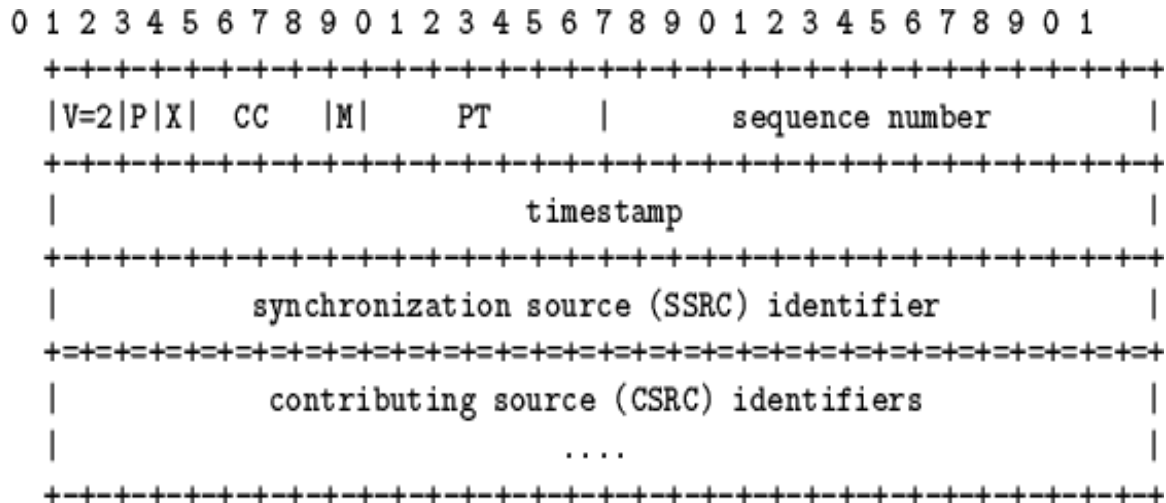 0 1 2 3 4 5 6 7 8 9 0 1 2 3 4 5 6 7 8 9 0 1 2 3 4 5 6 7 8 9 0 1
+-+-+-+-+-+-+-+-+-+-+-+-+-+-+-+-+-+-+-+-+-+-+-+-+-+-+-+-+-+-+-+-+
|V=2|P|X|  CC   |M|     PT      |       sequence number         |
+-+-+-+-+-+-+-+-+-+-+-+-+-+-+-+-+-+-+-+-+-+-+-+-+-+-+-+-+-+-+-+-+
|                           timestamp                           |
+-+-+-+-+-+-+-+-+-+-+-+-+-+-+-+-+-+-+-+-+-+-+-+-+-+-+-+-+-+-+-+-+
|           synchronization source (SSRC) identifier            |
+=+=+=+=+=+=+=+=+=+=+=+=+=+=+=+=+=+=+=+=+=+=+=+=+=+=+=+=+=+=+=+=+
|            contributing source (CSRC) identifiers             |
|                             ....                              |
+-+-+-+-+-+-+-+-+-+-+-+-+-+-+-+-+-+-+-+-+-+-+-+-+-+-+-+-+-+-+-+-+